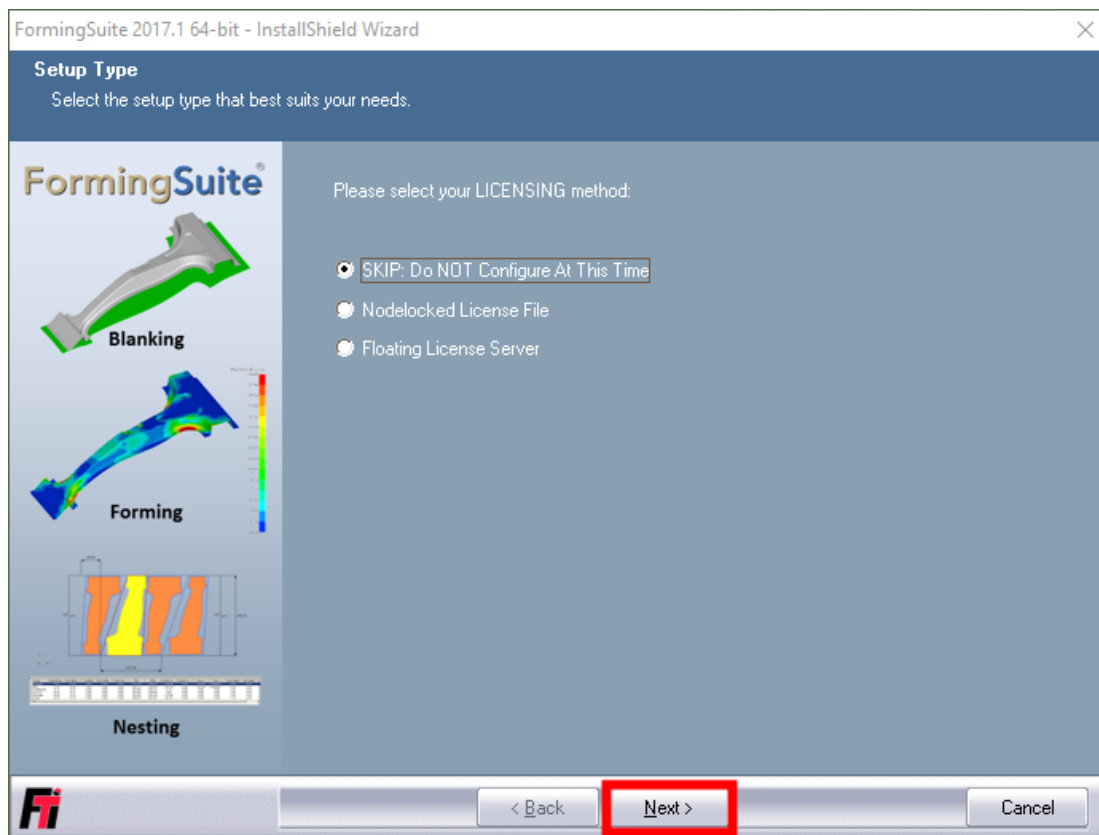 FormingSuite 2017.1 64-bit - InstallShield Wizard
Setup Type
Select the setup type that best suits your needs.
FormingSuite®
Please select your LICENSING method:
SKIP: Do NOT Configure At This Time
Nodelocked License File
Floating License Server
Blanking
Forming
Nesting
FTi
< Back
Next >
Cancel